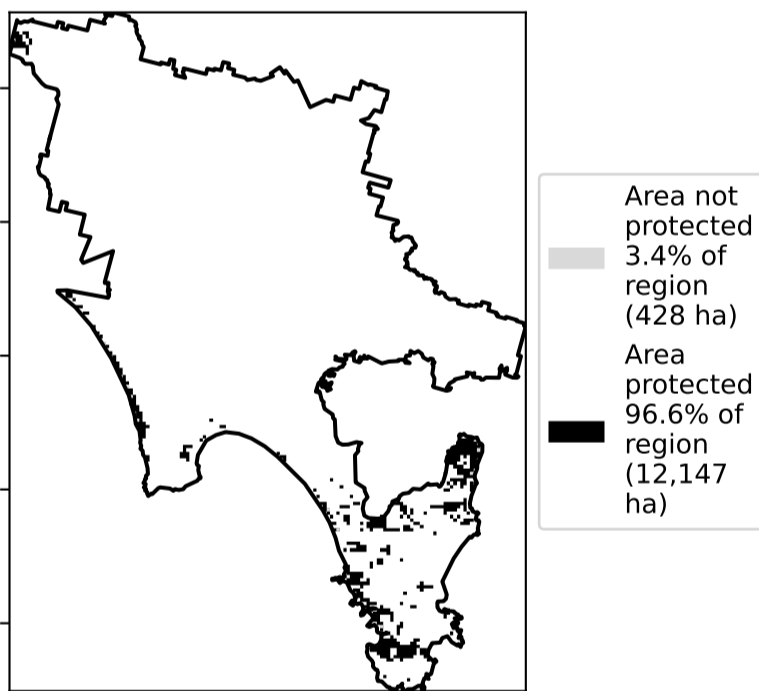 Area not
protected
3.4% of
region
(428 ha)
Area
protected
96.6% of
region
(12,147
ha)